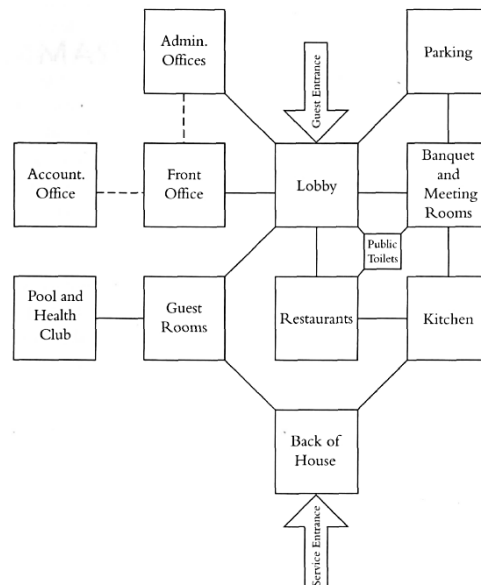 Admin.
Offices
Guest Entrance
Parking
Account.
Office
Front
Office
Lobby
Banquet
and
Meeting
Rooms
Public
Toilets
Pool and
Health
Club
Guest
Rooms
Restaurants
Kitchen
Back of
House
Service Entrance